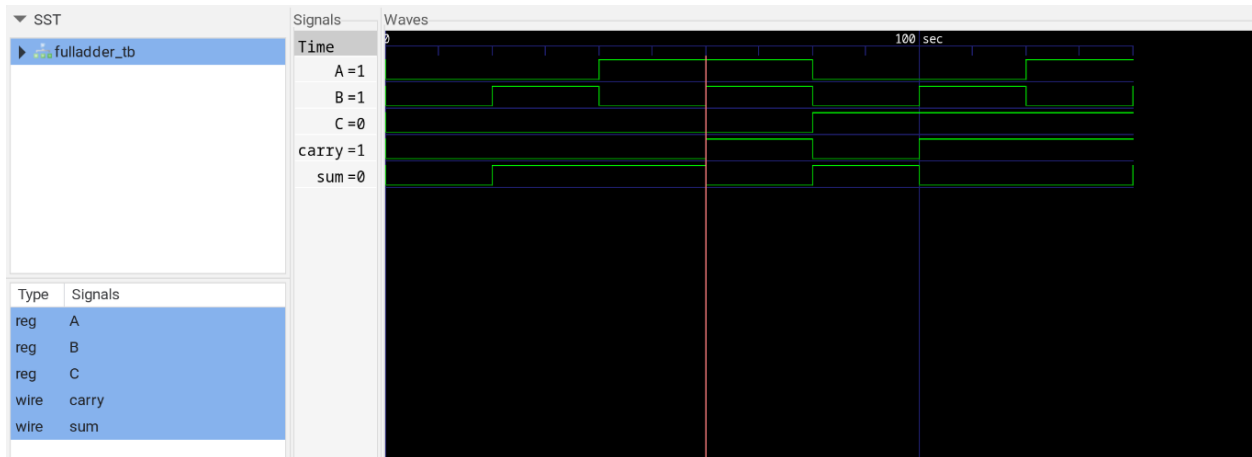 SST
fulladder_tb
Type Signals
reg A
reg B
reg C
wire carry
wire sum
Signals
Time
A=1
B=1
C=0
carry=1
sum=0
Waves
0 100 sec